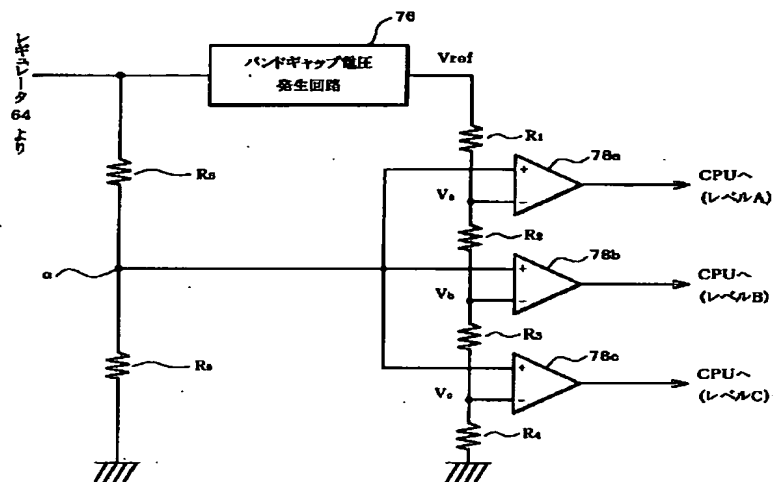 76
レギュレータ64より
バンドギャップ電圧
発生回路
Vref
R₁
R₅
78a
CPUへ
(レベルA)
Vₐ
R₂
78b
α
CPUへ
(レベルB)
V_b
R₃
78c
CPUへ
(レベルC)
V_c
R₄